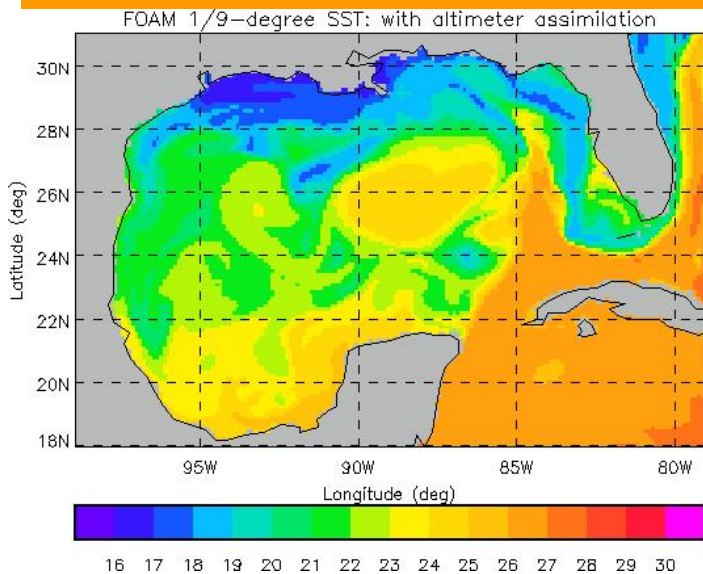 FOAM 1/9-degree SST: with altimeter assimilation
30N
28N
26N
24N
22N
20N
18N
Latitude (deg)
95W 90W 85W 80W
Longitude (deg)
16 17 18 19 20 21 22 23 24 25 26 27 28 29 30